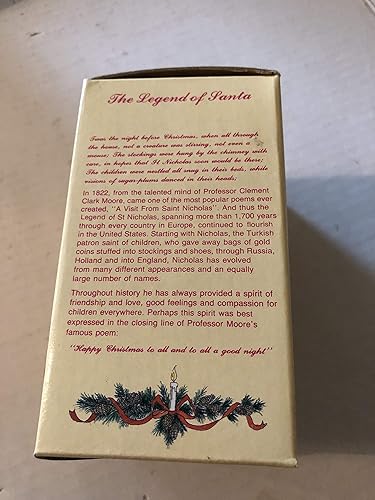 The Legend of Santa
Twas the night before Christmas, when all through
the house, not a creature was stirring, not even a
mouse; The stockings were hung by the chimney with
care, in hopes that St Nicholas soon would be there;
The children were nestled all snug in their beds, while
visions of sugar-plums danced in their heads;
In 1822, from the talented mind of Professor Clement
Clark Moore, came one of the most popular poems ever
created, "A Visit From Saint Nicholas". And thus the
Legend of St Nicholas, spanning more than 1,700 years
through every country in Europe, continued to flourish
in the United States. Starting with Nicholas, the Turkish
patron saint of children, who gave away bags of gold
coins stuffed into stockings and shoes, through Russia,
Holland and into England, Nicholas has evolved
from many different appearances and an equally
large number of names.
Throughout history he has always provided a spirit of
friendship and love, good feelings and compassion for
children everywhere. Perhaps this spirit was best
expressed in the closing line of Professor Moore's
famous poem:
"Happy Christmas to all and to all a good night"